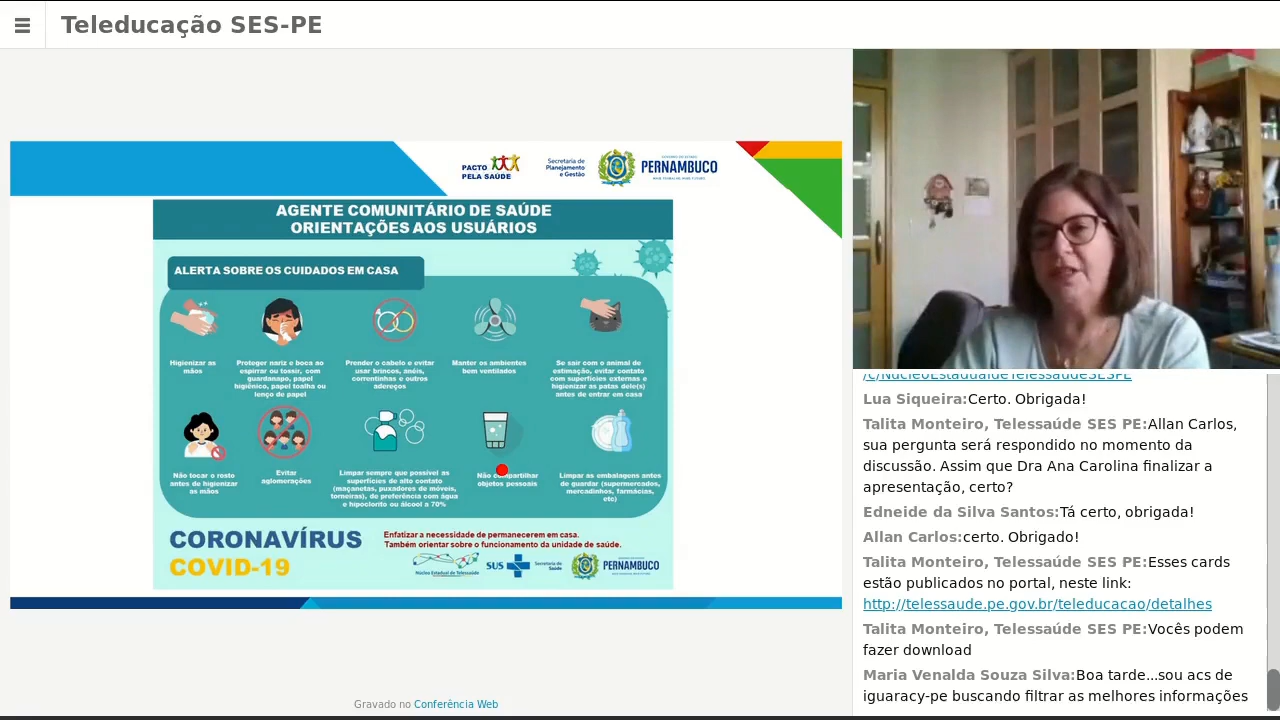 Teleducação SES-PE
PACTO
PELA SAÚDE
Secretaria de
Planejamento
e Gestão
PERNAMBUCO
AGENTE COMUNITÁRIO DE SAÚDE
ORIENTAÇÕES AOS USUÁRIOS
ALERTA SOBRE OS CUIDADOS EM CASA
Higienizar as
mãos
Proteger nariz e boca ao
espirrar ou tossir, com
guardanapo, papel
higiênico, papel toalha ou
lenço de papel
Prender o cabelo e evitar
usar brincos, anéis,
correntinhas e outros
adereços
Manter os ambientes
bem ventilados
Se sair com o animal de
estimação, evitar contato
com superfícies externas e
higienizar as patas dele(s)
antes de entrar em casa
Não tocar o rosto
antes de higienizar
as mãos
Evitar
aglomerações
Limpar sempre que possível as
superfícies de alto contato
(maçanetas, puxadores de móveis,
torneiras), de preferência com água
e hipoclorito ou álcool a 70%
Não compartilhar
objetos pessoais
Limpar as embalagens antes
de guardar (supermercados,
mercadinhos, farmácias,
etc)
CORONAVÍRUS
COVID-19
Enfatizar a necessidade de permanecerem em casa.
Também orientar sobre o funcionamento da unidade de saúde.
Núcleo Estadual de Telessaúde
SUS
Secretaria de
Saúde
PERNAMBUCO
Gravado no Conferência Web
/c/NucleoEstadualdeTelessaudeSESPE
Lua Siqueira:Certo. Obrigada!
Talita Monteiro, Telessaúde SES PE:Allan Carlos,
sua pergunta será respondido no momento da
discussão. Assim que Dra Ana Carolina finalizar a
apresentação, certo?
Edneide da Silva Santos:Tá certo, obrigada!
Allan Carlos:certo. Obrigado!
Talita Monteiro, Telessaúde SES PE:Esses cards
estão publicados no portal, neste link:
http://telessaude.pe.gov.br/teleducacao/detalhes
Talita Monteiro, Telessaúde SES PE:Vocês podem
fazer download
Maria Venalda Souza Silva:Boa tarde...sou acs de
iguaracy-pe buscando filtrar as melhores informações